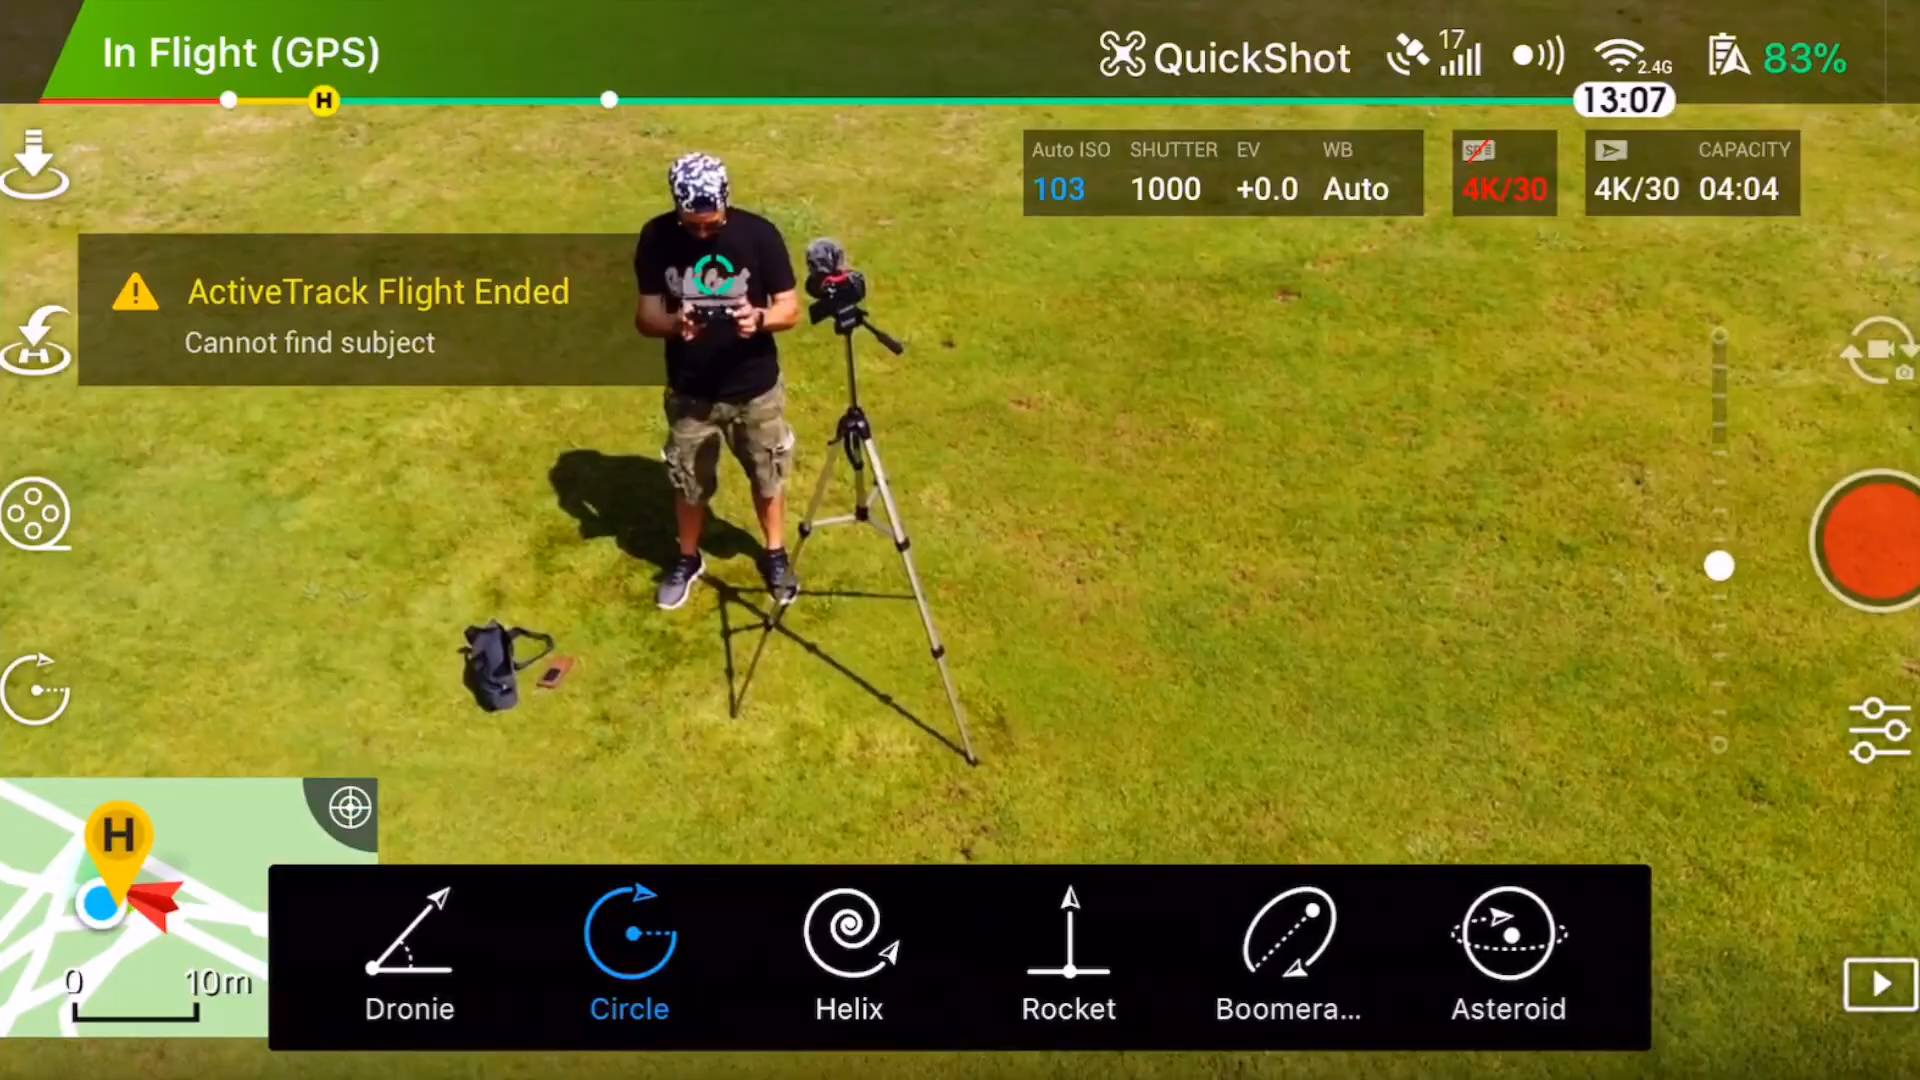 In Flight (GPS)
QuickShot
17
2.4G
83%
H
13:07
Auto ISO SHUTTER EV WB
103 1000 +0.0 Auto
4K/30
CAPACITY
4K/30 04:04
ActiveTrack Flight Ended
Cannot find subject
H
0 10m
Dronie
Circle
Helix
Rocket
Boomera...
Asteroid